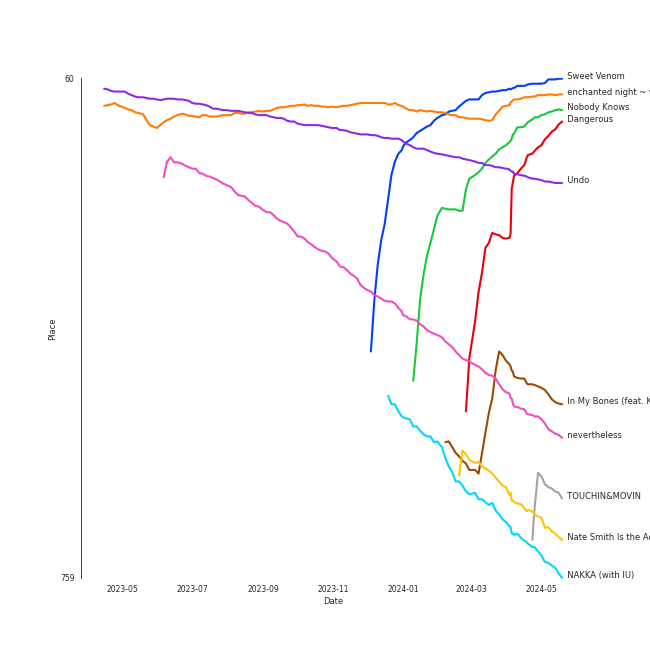 60
Sweet Venom
enchanted night ~
Nobody Knows
Dangerous
Undo
Place
In My Bones (feat.
nevertheless
TOUCHIN&MOVIN
Nate Smith Is the
NAKKA (with IU)
759
2023-05 2023-07 2023-09 2023-11 2024-01 2024-03 2024-05
Date